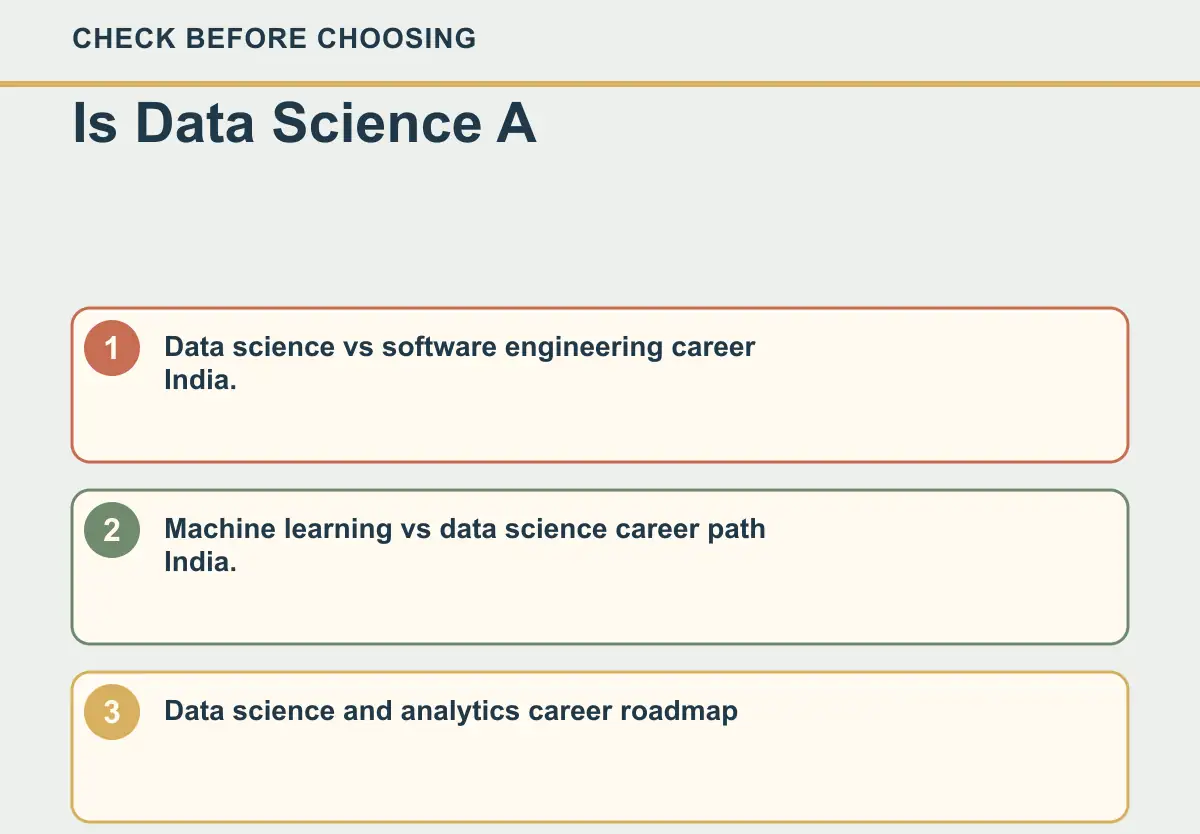 CHECK BEFORE CHOOSING
Is Data Science A
1
Data science vs software engineering career
India.
2
Machine learning vs data science career path
India.
3
Data science and analytics career roadmap